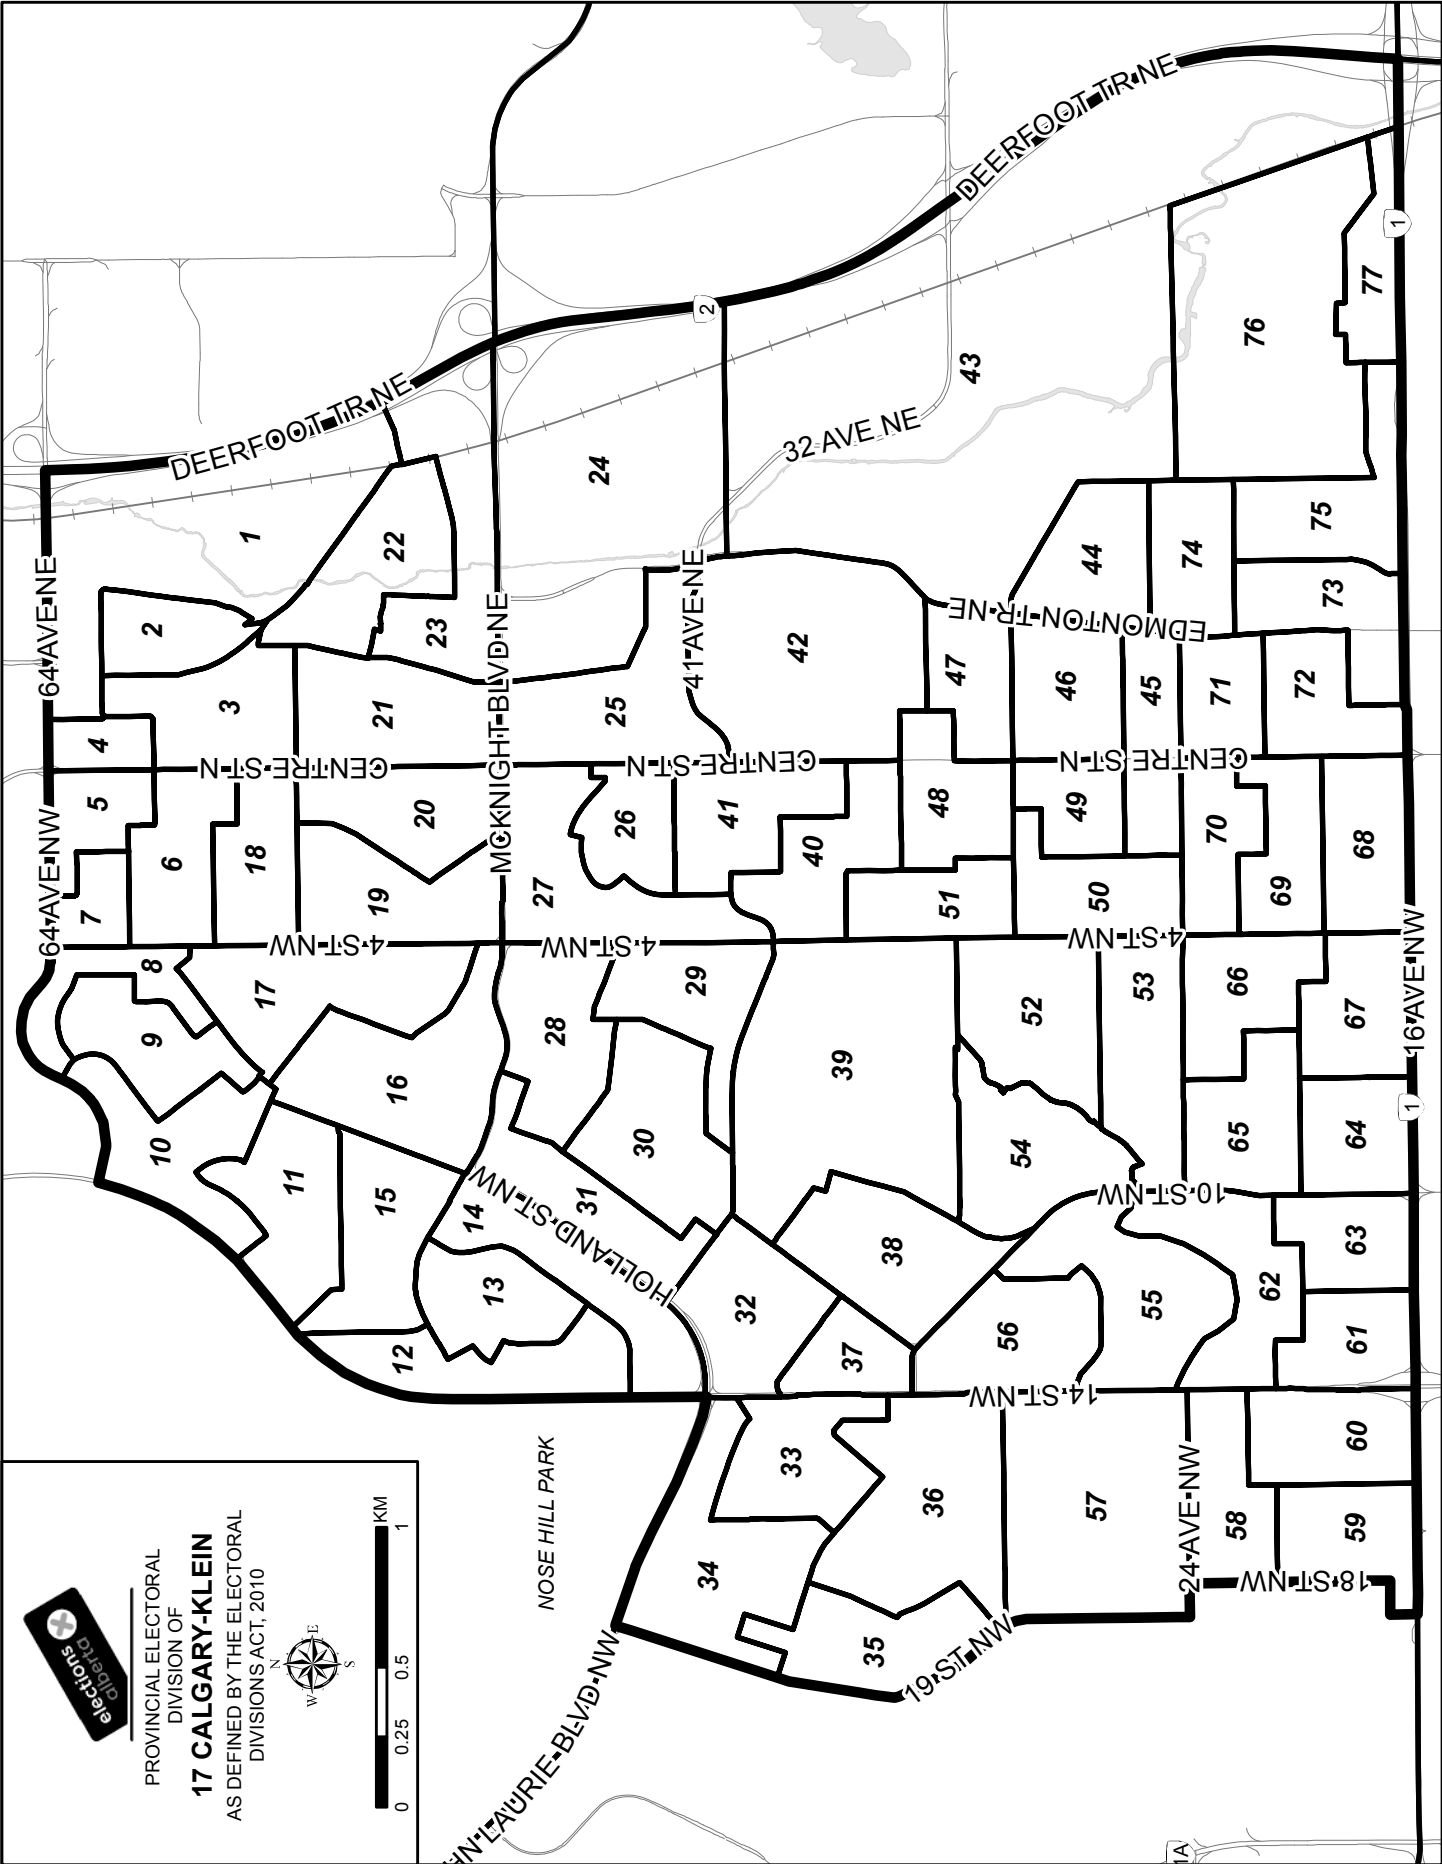 elections
alberta
PROVINCIAL ELECTORAL
DIVISION OF
17 CALGARY-KLEIN
AS DEFINED BY THE ELECTORAL
DIVISIONS ACT, 2010
N
W
E
S
0
0.25
0.5
1
KM
64 AVE NW
64 AVE NE
DEERFOOT TR NE
DEERFOOT TR NE
CENTRE ST N
CENTRE ST N
CENTRE ST N
4 ST NW
4 ST NW
4 ST NW
MCKNIGHT BLVD NE
41 AVE NE
32 AVE NE
EDMONTON TR NE
HOLLAND ST NW
NOSE HILL PARK
HN LAURIE BLVD NW
19 ST NW
14 ST NW
10 ST NW
24 AVE NW
18 ST NW
16 AVE NW
2
1
1
1A
1
2
3
4
5
6
7
8
9
10
11
12
13
14
15
16
17
18
19
20
21
22
23
24
25
26
27
28
29
30
31
32
33
34
35
36
37
38
39
40
41
42
43
44
45
46
47
48
49
50
51
52
53
54
55
56
57
58
59
60
61
62
63
64
65
66
67
68
69
70
71
72
73
74
75
76
77